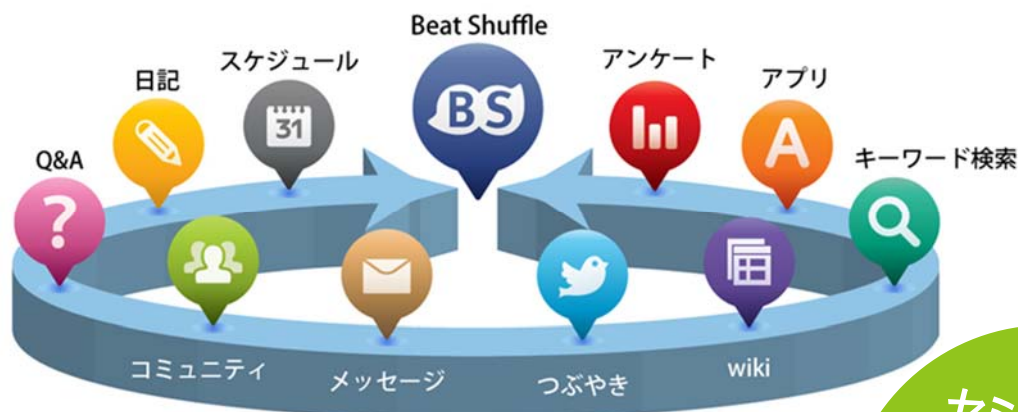 Beat Shuffle
スケジュール
アンケート
日記
アプリ
Q&A
キーワード検索
31
BS
A
?
コミュニティ
メッセージ
つぶやき
wiki